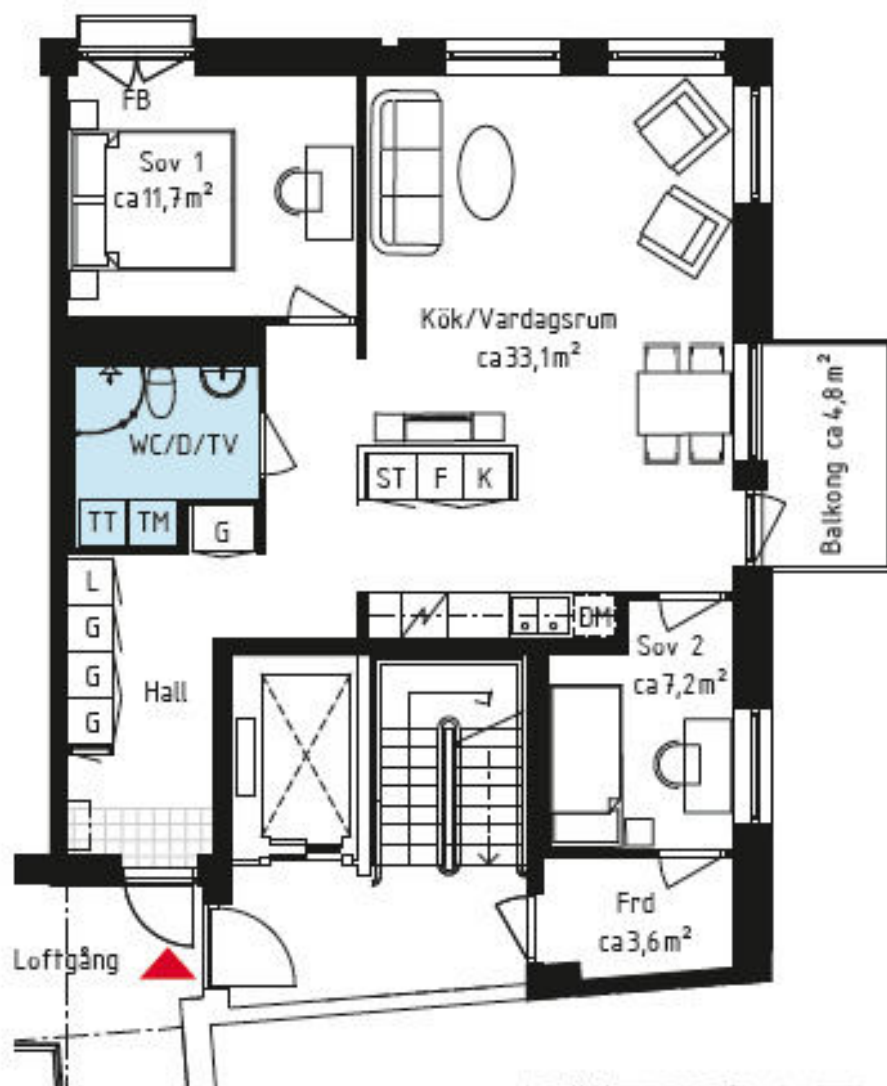 FB
Sov 1
ca 11,7 m²
Kök/Vardagsrum
ca 33,1 m²
Balkong ca 4,8 m²
WC/D/TV
ST F K
TT TM
G
L
G
G
G
Hall
DM
Sov 2
ca 7,2 m²
Frd
ca 3,6 m²
Loftgång